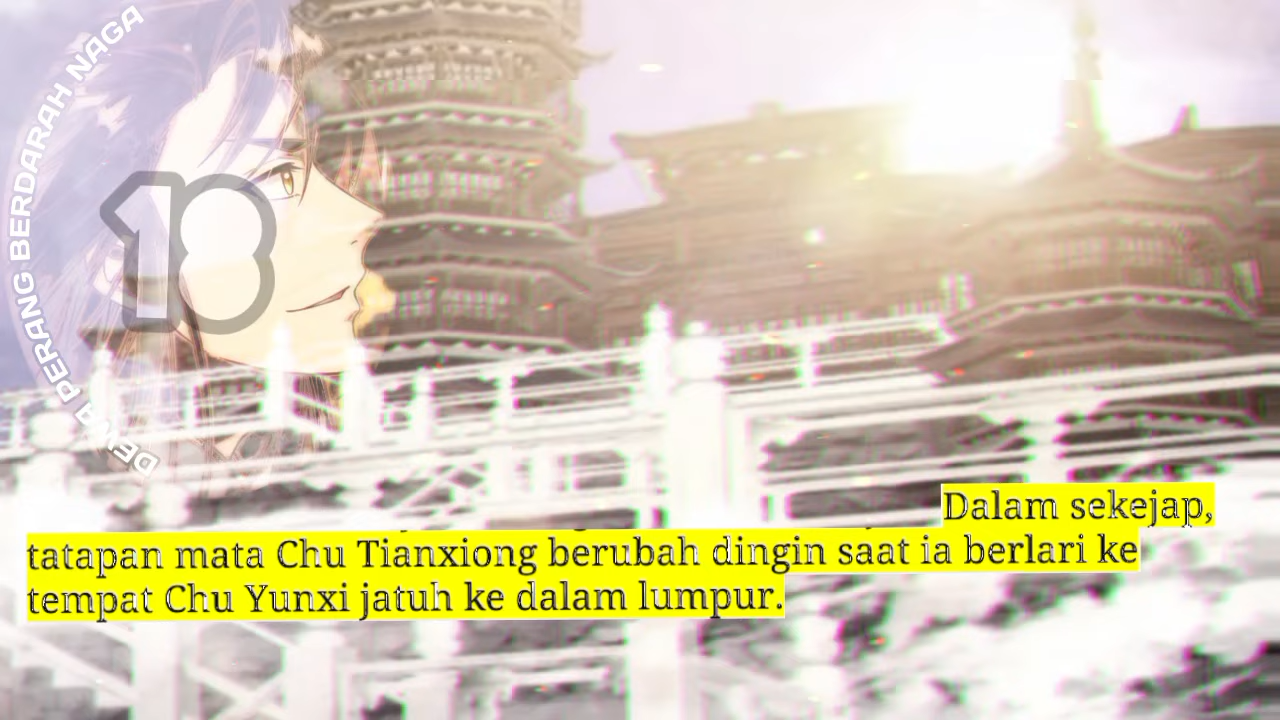 DEWA PERANG BERDARAH NAGA
18
Dalam sekejap,
tatapan mata Chu Tianxiong berubah dingin saat ia berlari ke
tempat Chu Yunxi jatuh ke dalam lumpur.